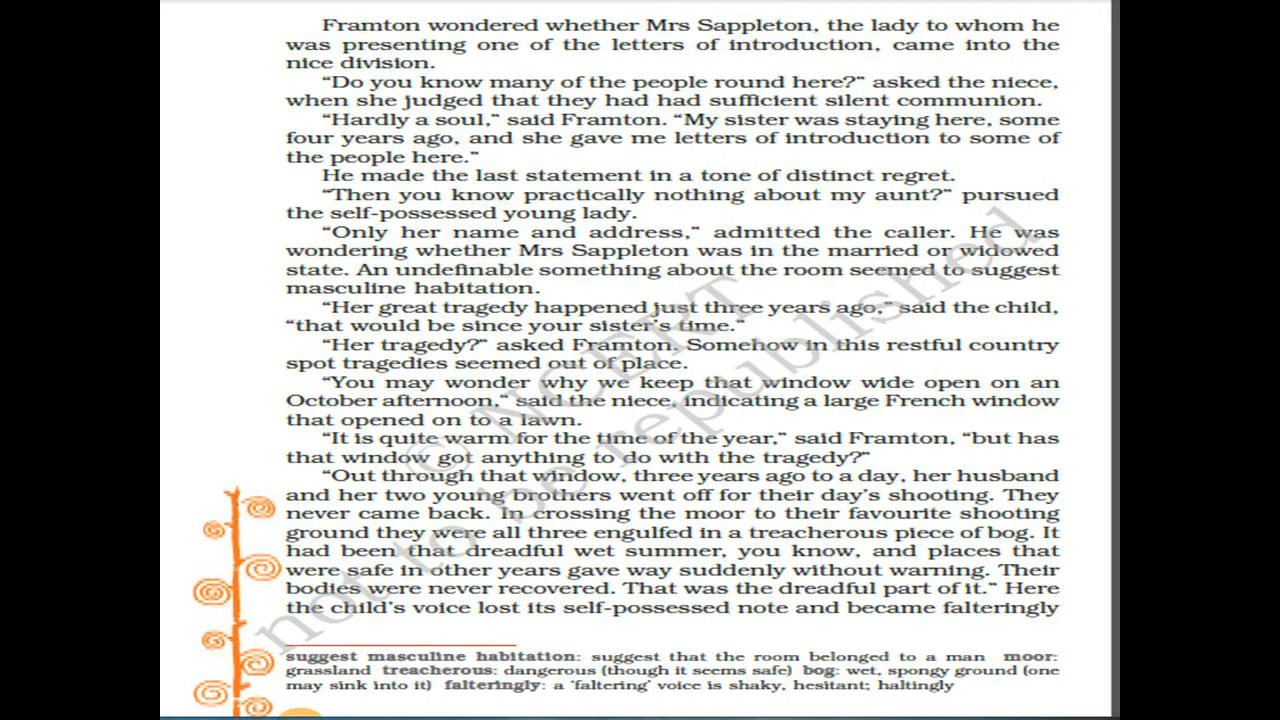 Framton wondered whether Mrs Sappleton, the lady to whom he
was presenting one of the letters of introduction, came into the
nice division.
“Do you know many of the people round here?” asked the niece,
when she judged that they had had sufficient silent communion.
“Hardly a soul,” said Framton. “My sister was staying here, some
four years ago, and she gave me letters of introduction to some of
the people here.”
He made the last statement in a tone of distinct regret.
“Then you know practically nothing about my aunt?” pursued
the self-possessed young lady.
“Only her name and address,” admitted the caller. He was
wondering whether Mrs Sappleton was in the married or widowed
state. An undefinable something about the room seemed to suggest
masculine habitation.
“Her great tragedy happened just three years ago,” said the child,
“that would be since your sister’s time.”
“Her tragedy?” asked Framton. Somehow in this restful country
spot tragedies seemed out of place.
“You may wonder why we keep that window wide open on an
October afternoon,” said the niece, indicating a large French window
that opened on to a lawn.
“It is quite warm for the time of the year,” said Framton, “but has
that window got anything to do with the tragedy?”
“Out through that window, three years ago to a day, her husband
and her two young brothers went off for their day’s shooting. They
never came back. In crossing the moor to their favourite shooting
ground they were all three engulfed in a treacherous piece of bog. It
had been that dreadful wet summer, you know, and places that
were safe in other years gave way suddenly without warning. Their
bodies were never recovered. That was the dreadful part of it.” Here
the child’s voice lost its self-possessed note and became falteringly
suggest masculine habitation: suggest that the room belonged to a man moor:
grassland treacherous: dangerous (though it seems safe) bog: wet, spongy ground (one
may sink into it) falteringly: a ‘faltering’ voice is shaky, hesitant; haltingly
© NCERT
not to be republished